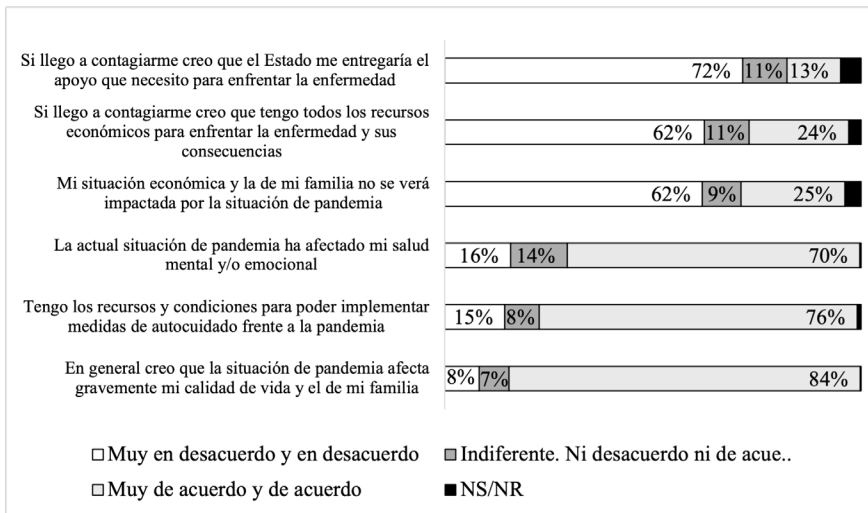 Si llego a contagiarme creo que el Estado me entregaría el
apoyo que necesito para enfrentar la enfermedad
72% 11% 13%
Si llego a contagiarme creo que tengo todos los recursos
económicos para enfrentar la enfermedad y sus
consecuencias
62% 11% 24%
Mi situación económica y la de mi familia no se verá
impactada por la situación de pandemia
62% 9% 25%
La actual situación de pandemia ha afectado mi salud
mental y/o emocional
16% 14% 70%
Tengo los recursos y condiciones para poder implementar
medidas de autocuidado frente a la pandemia
15% 8% 76%
En general creo que la situación de pandemia afecta
gravemente mi calidad de vida y el de mi familia
8% 7% 84%
Muy en desacuerdo y en desacuerdo
Indiferente. Ni desacuerdo ni de acue..
Muy de acuerdo y de acuerdo
NS/NR